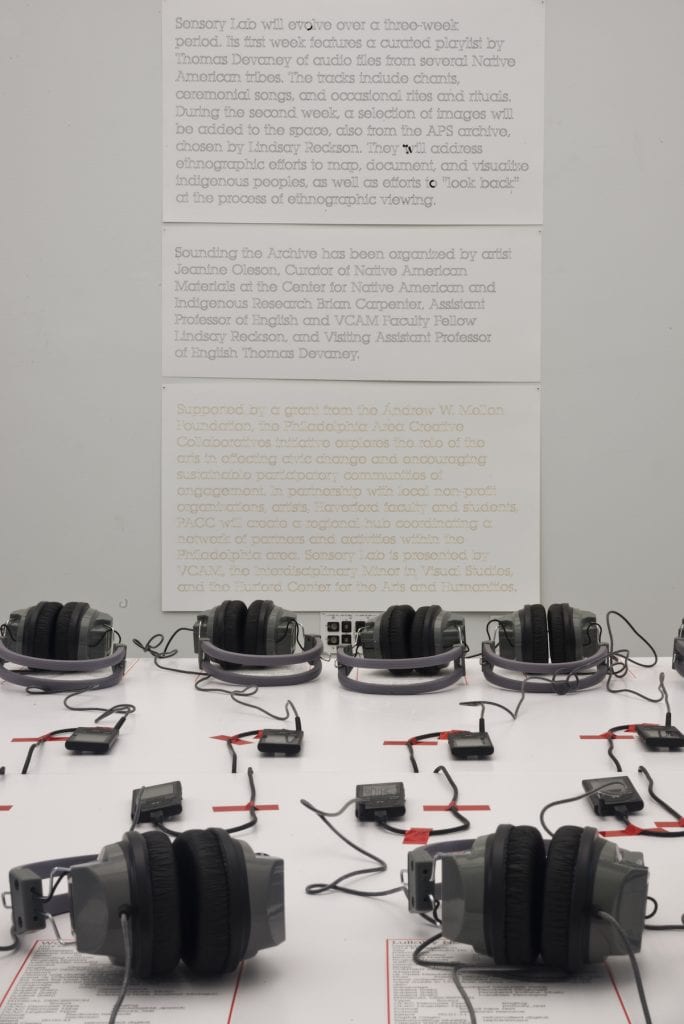 Sensory Lab will evolve over a three-week
period. Its first week features a curated playlist by
Thomas Devaney of audio files from several Native
American tribes. The tracks include chants,
ceremonial songs, and occasional rites and rituals.
During the second week, a selection of images will
be added to the space, also from the APS archive,
chosen by Lindsay Reckson. They will address
ethnographic efforts to map, document, and visualize
indigenous peoples, as well as efforts to "look back"
at the process of ethnographic viewing.
Sounding the Archive has been organized by artist
Jeanine Oleson, Curator of Native American
Materials at the Center for Native American and
Indigenous Research Brian Carpenter, Assistant
Professor of English and VCAM Faculty Fellow
Lindsay Reckson, and Visiting Assistant Professor
of English Thomas Devaney.
Supported by a grant from the Andrew W. Mellon
Foundation, the Philadelphia Area Creative
Collaboratives initiative explores the role of the
arts in effecting civic change and encouraging
sustainable participatory communities of
engagement. In partnership with local non-profit
organizations, artists, Haverford faculty and students,
PACC will create a regional hub coordinating a
network of partners and activities within the
Philadelphia area. Sensory Lab is presented by
VCAM, the Interdisciplinary Minor in Visual Studies,
and the Hurford Center for the Arts and Humanities.